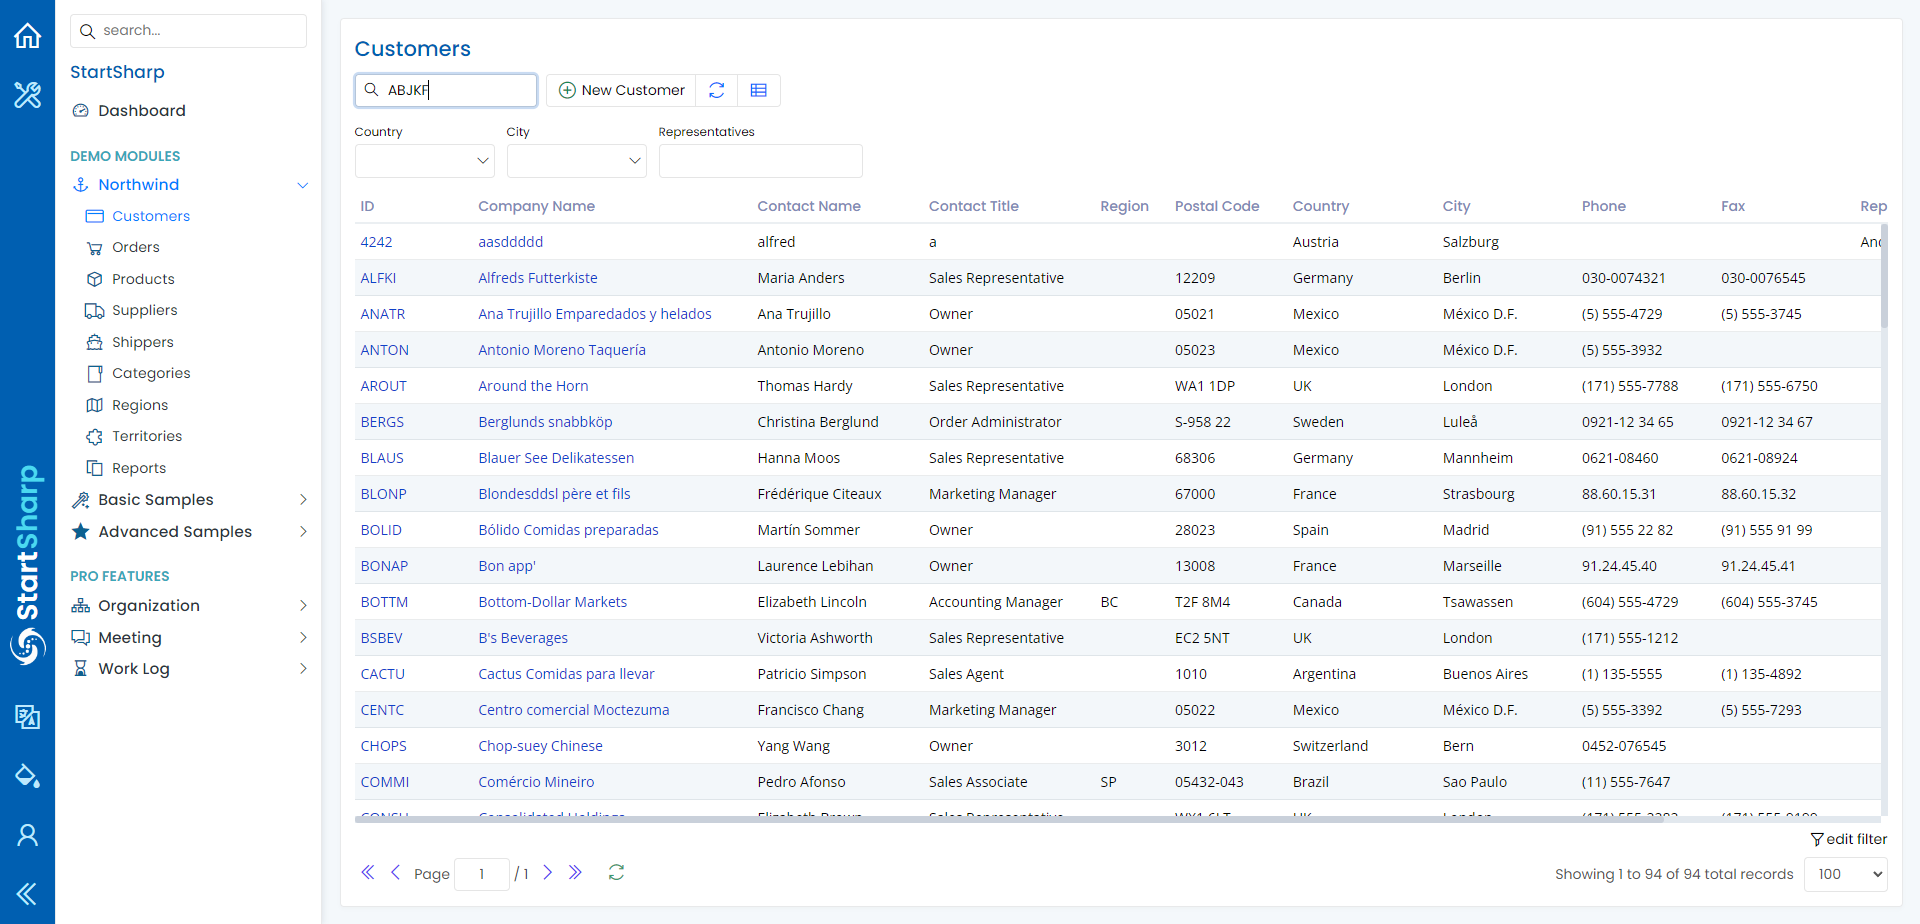 search...
StartSharp
Dashboard
DEMO MODULES
Northwind
Customers
Orders
Products
Suppliers
Shippers
Categories
Regions
Territories
Reports
Basic Samples
Advanced Samples
PRO FEATURES
Organization
Meeting
Work Log
StartSharp
Customers
ABJKF
New Customer
Country City Representatives
ID Company Name Contact Name Contact Title Region Postal Code Country City Phone Fax Rep
4242 aasddddd alfred a Austria Salzburg
ALFKI Alfreds Futterkiste Maria Anders Sales Representative 12209 Germany Berlin 030-0074321 030-0076545
ANATR Ana Trujillo Emparedados y helados Ana Trujillo Owner 05021 Mexico México D.F. (5) 555-4729 (5) 555-3745
ANTON Antonio Moreno Taquería Antonio Moreno Owner 05023 Mexico México D.F. (5) 555-3932
AROUT Around the Horn Thomas Hardy Sales Representative WA1 1DP UK London (171) 555-7788 (171) 555-6750
BERGS Berglunds snabbköp Christina Berglund Order Administrator S-958 22 Sweden Luleå 0921-12 34 65 0921-12 34 67
BLAUS Blauer See Delikatessen Hanna Moos Sales Representative 68306 Germany Mannheim 0621-08460 0621-08924
BLONP Blondesddsl père et fils Frédérique Citeaux Marketing Manager 67000 France Strasbourg 88.60.15.31 88.60.15.32
BOLID Bólido Comidas preparadas Martín Sommer Owner 28023 Spain Madrid (91) 555 22 82 (91) 555 91 99
BONAP Bon app' Laurence Lebihan Owner 13008 France Marseille 91.24.45.40 91.24.45.41
BOTTM Bottom-Dollar Markets Elizabeth Lincoln Accounting Manager BC T2F 8M4 Canada Tsawassen (604) 555-4729 (604) 555-3745
BSBEV B's Beverages Victoria Ashworth Sales Representative EC2 5NT UK London (171) 555-1212
CACTU Cactus Comidas para llevar Patricio Simpson Sales Agent 1010 Argentina Buenos Aires (1) 135-5555 (1) 135-4892
CENTC Centro comercial Moctezuma Francisco Chang Marketing Manager 05022 Mexico México D.F. (5) 555-3392 (5) 555-7293
CHOPS Chop-suey Chinese Yang Wang Owner 3012 Switzerland Bern 0452-076545
COMMI Comércio Mineiro Pedro Afonso Sales Associate SP 05432-043 Brazil Sao Paulo (11) 555-7647
edit filter
Page 1 / 1
Showing 1 to 94 of 94 total records 100